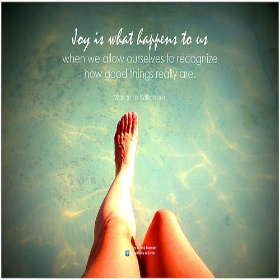 Joy is what happens to us
when we allow ourselves to recognize
how good things really are.
Marianne Williamson